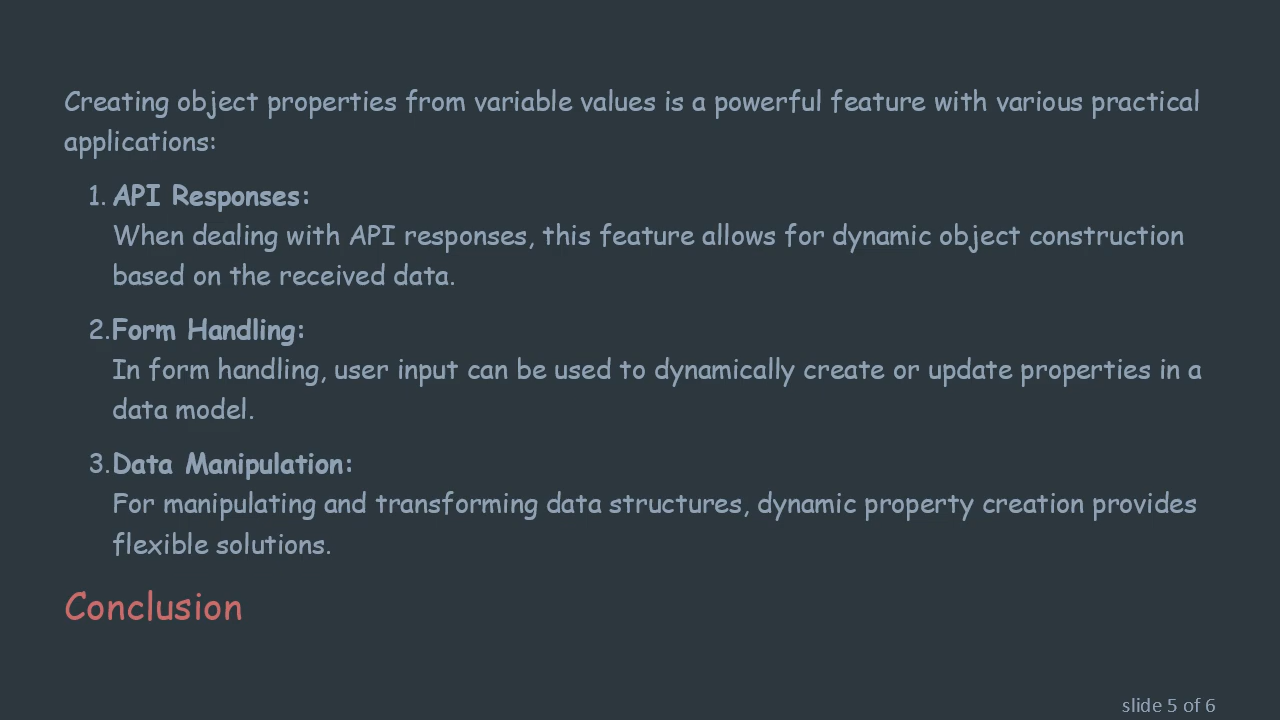 Creating object properties from variable values is a powerful feature with various practical
applications:
1. API Responses:
When dealing with API responses, this feature allows for dynamic object construction
based on the received data.
2. Form Handling:
In form handling, user input can be used to dynamically create or update properties in a
data model.
3. Data Manipulation:
For manipulating and transforming data structures, dynamic property creation provides
flexible solutions.
Conclusion
slide 5 of 6